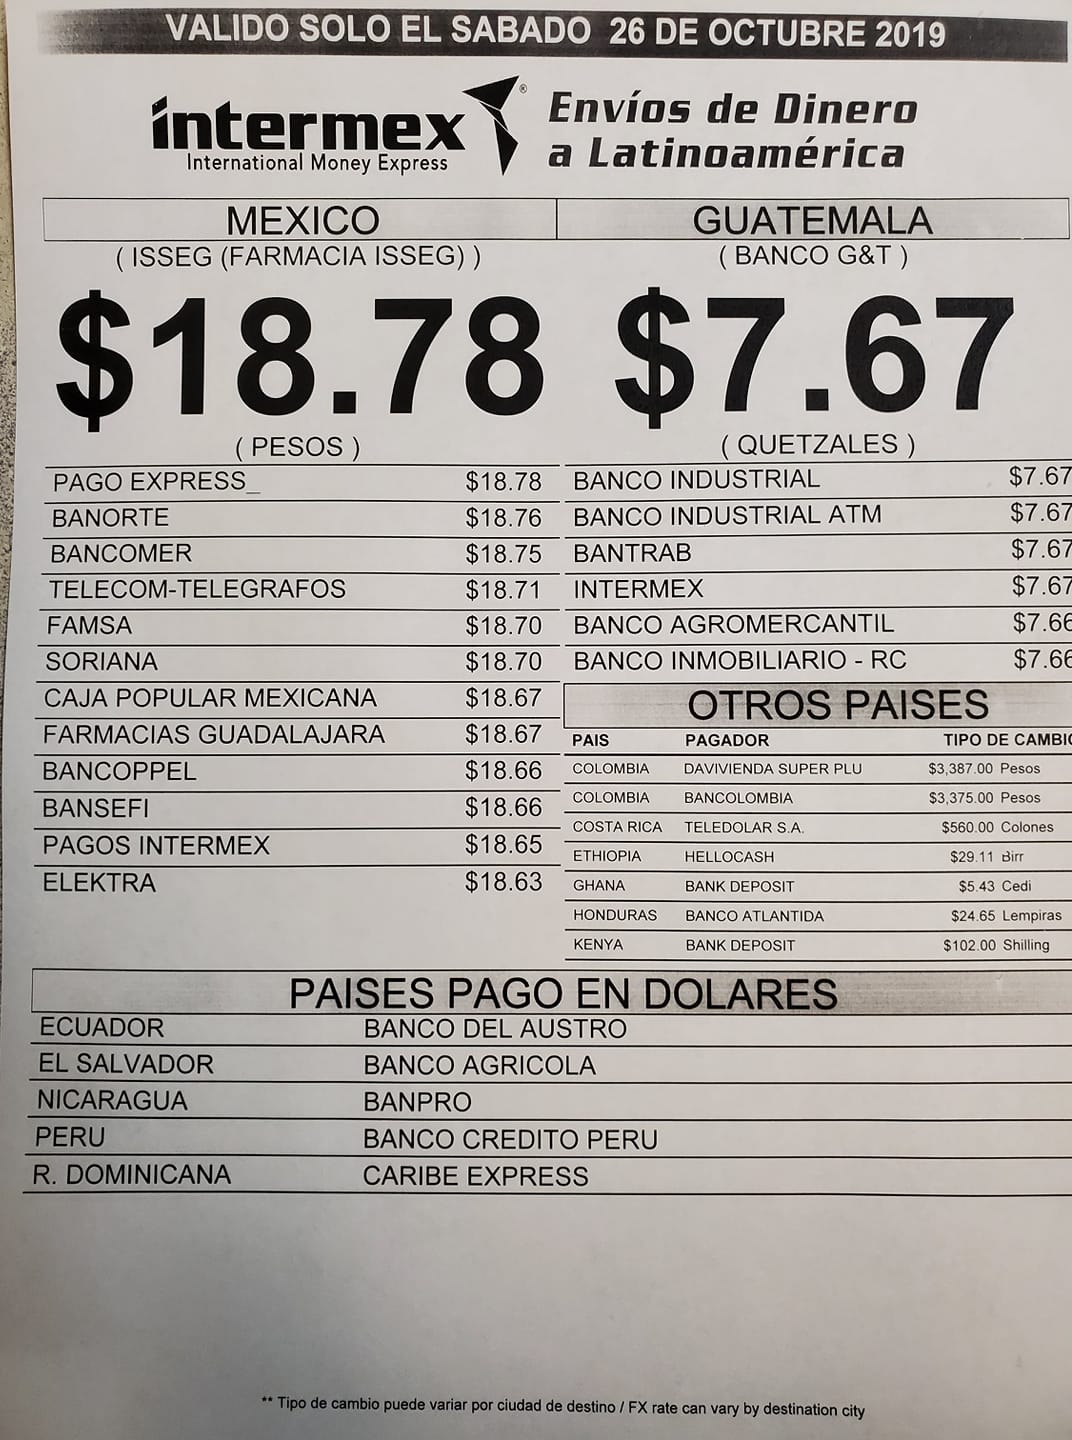 VALIDO SOLO EL SABADO 26 DE OCTUBRE 2019
intermex®
International Money Express
Envíos de Dinero
a Latinoamérica
MEXICO
( ISSEG (FARMACIA ISSEG) )
$18.78
( PESOS )
PAGO EXPRESS_ $18.78
BANORTE $18.76
BANCOMER $18.75
TELECOM-TELEGRAFOS $18.71
FAMSA $18.70
SORIANA $18.70
CAJA POPULAR MEXICANA $18.67
FARMACIAS GUADALAJARA $18.67
BANCOPPEL $18.66
BANSEFI $18.66
PAGOS INTERMEX $18.65
ELEKTRA $18.63
GUATEMALA
( BANCO G&T )
$7.67
( QUETZALES )
BANCO INDUSTRIAL $7.67
BANCO INDUSTRIAL ATM $7.67
BANTRAB $7.67
INTERMEX $7.67
BANCO AGROMERCANTIL $7.66
BANCO INMOBILIARIO - RC $7.66
OTROS PAISES
PAIS PAGADOR TIPO DE CAMBIO
COLOMBIA DAVIVIENDA SUPER PLU $3,387.00 Pesos
COLOMBIA BANCOLOMBIA $3,375.00 Pesos
COSTA RICA TELEDOLAR S.A. $560.00 Colones
ETHIOPIA HELLOCASH $29.11 Birr
GHANA BANK DEPOSIT $5.43 Cedi
HONDURAS BANCO ATLANTIDA $24.65 Lempiras
KENYA BANK DEPOSIT $102.00 Shilling
PAISES PAGO EN DOLARES
ECUADOR BANCO DEL AUSTRO
EL SALVADOR BANCO AGRICOLA
NICARAGUA BANPRO
PERU BANCO CREDITO PERU
R. DOMINICANA CARIBE EXPRESS
** Tipo de cambio puede variar por ciudad de destino / FX rate can vary by destination city